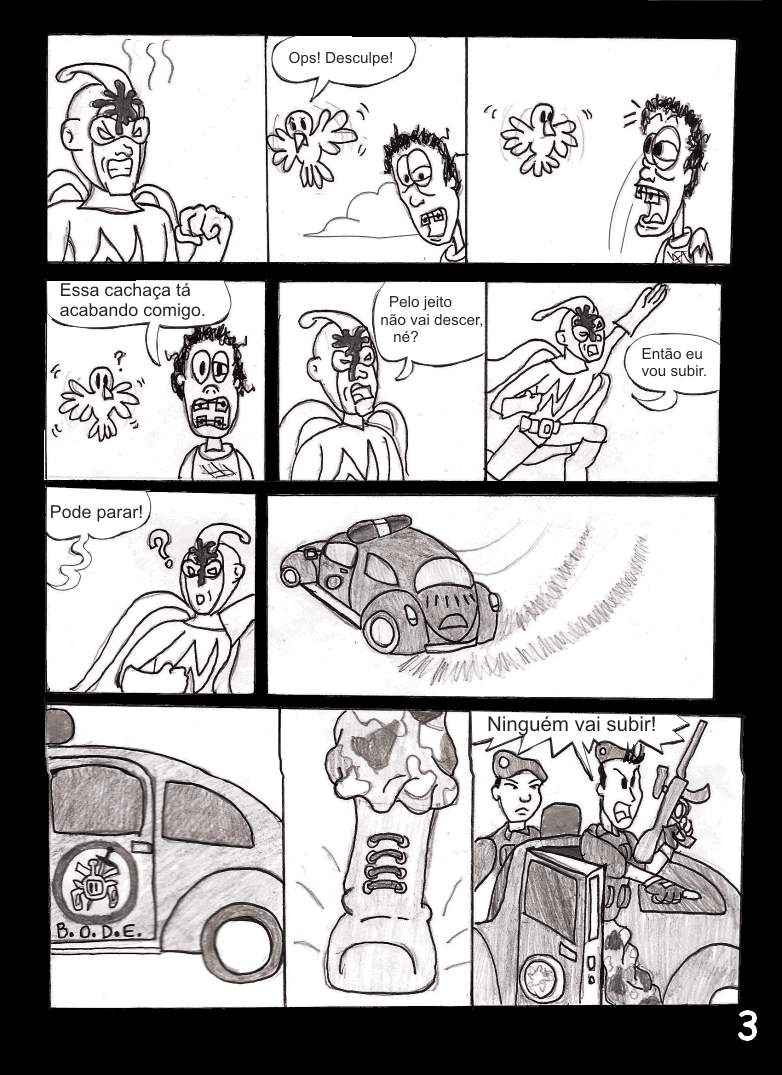 Ops! Desculpe!
Essa cachaça tá
acabando comigo.
?
Pelo jeito
não vai descer,
né?
Então eu
vou subir.
Pode parar!
??
B.O.D.E.
Ninguém vai subir!
3